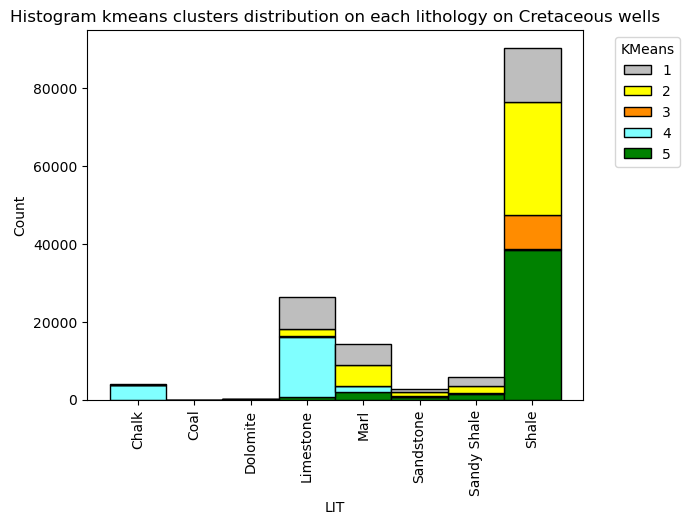 Histogram kmeans clusters distribution on each lithology on Cretaceous wells
KMeans
1
2
3
4
5
Count
80000
60000
40000
20000
0
Chalk
Coal
Dolomite
Limestone
Marl
Sandstone
Sandy Shale
Shale
LIT